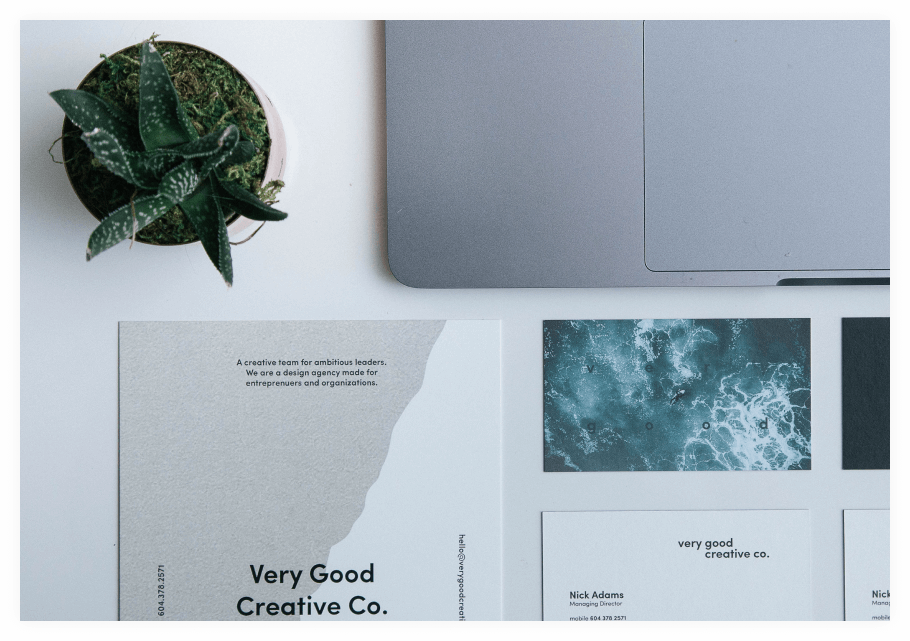 A creative team for ambitious leaders.
We are a design agency made for
entreprenuers and organizations.
604.378.2571
Very Good
Creative Co.
v e
g o o d
very good
creative co.
Nick Adams
Managing Director
mobile 604 378 2571
Nick